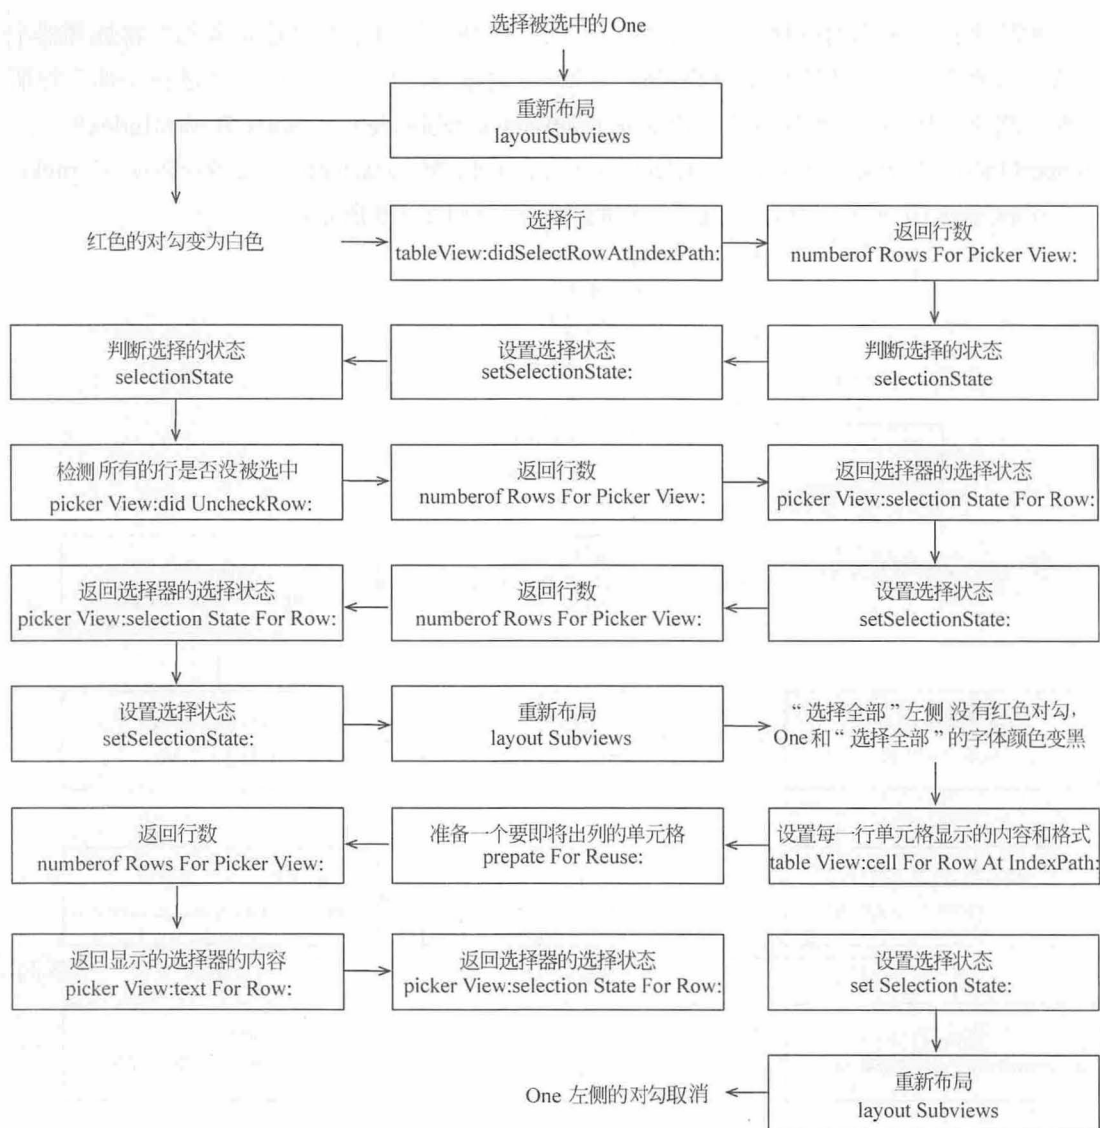 选择被选中的One
重新布局
layoutSubviews
红色的对勾变为白色
选择行
tableView:didSelectRowAtIndexPath:
返回行数
numberof Rows For Picker View:
判断选择的状态
selectionState
设置选择状态
setSelectionState:
判断选择的状态
selectionState
检测所有的行是否没被选中
picker View:did UncheckRow:
返回行数
numberof Rows For Picker View:
返回选择器的选择状态
picker View:selection State For Row:
返回选择器的选择状态
picker View:selection State For Row:
返回行数
numberof Rows For Picker View:
设置选择状态
setSelectionState:
设置选择状态
setSelectionState:
重新布局
layout Subviews
“选择全部”左侧 没有红色对勾，
One和“选择全部”的字体颜色变黑
返回行数
numberof Rows For Picker View:
准备一个要即将出列的单元格
prepate For Reuse:
设置每一行单元格显示的内容和格式
table View:cell For Row At IndexPath:
返回显示的选择器的内容
picker View:text For Row:
返回选择器的选择状态
picker View:selection State For Row:
设置选择状态
set Selection State:
One 左侧的对勾取消
重新布局
layout Subviews